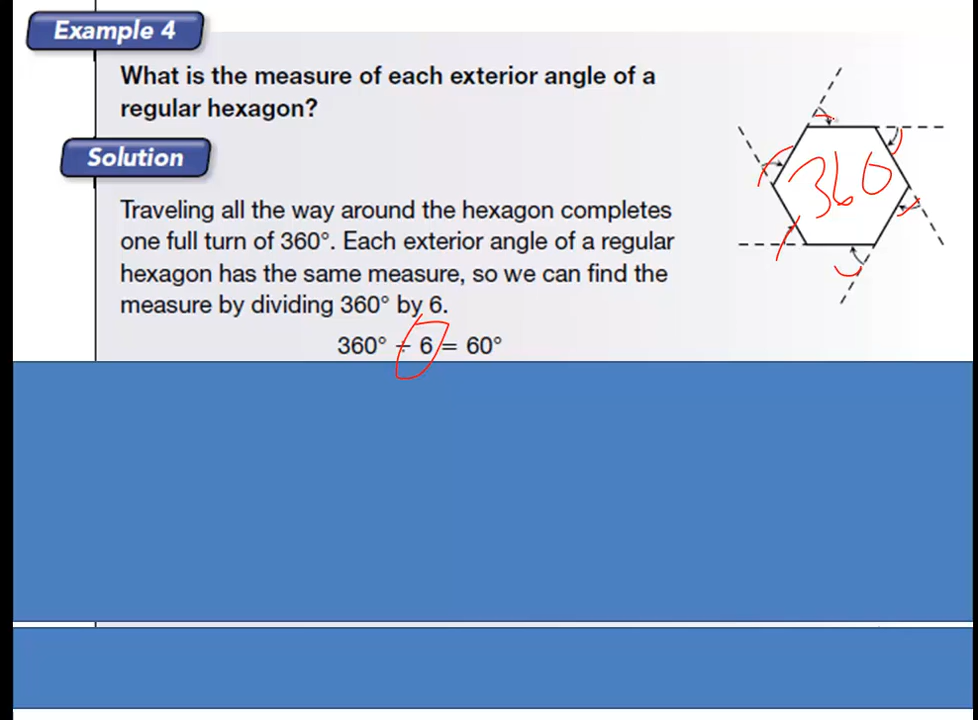 Example 4
What is the measure of each exterior angle of a
regular hexagon?
Solution
Traveling all the way around the hexagon completes
one full turn of 360°. Each exterior angle of a regular
hexagon has the same measure, so we can find the
measure by dividing 360° by 6.
360° ÷ 6 = 60°
360